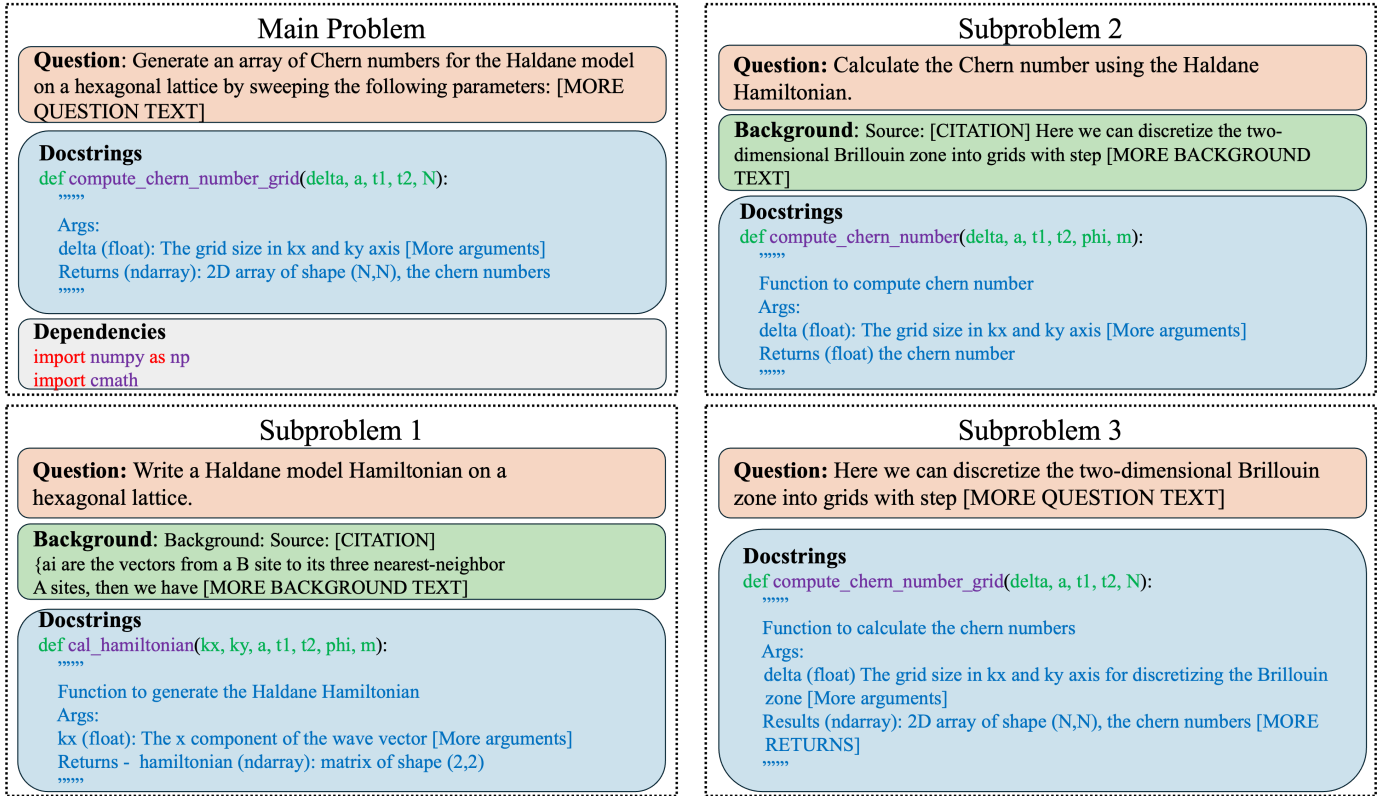 Main Problem
Question: Generate an array of Chern numbers for the Haldane model
on a hexagonal lattice by sweeping the following parameters: [MORE
QUESTION TEXT]
Docstrings
def compute_chern_number_grid(delta, a, t1, t2, N):
””””
Args:
delta (float): The grid size in kx and ky axis [More arguments]
Returns (ndarray): 2D array of shape (N,N), the chern numbers
””””
Dependencies
import numpy as np
import cmath
Subproblem 1
Question: Write a Haldane model Hamiltonian on a
hexagonal lattice.
Background: Background: Source: [CITATION]
{ai are the vectors from a B site to its three nearest-neighbor
A sites, then we have [MORE BACKGROUND TEXT]
Docstrings
def cal_hamiltonian(kx, ky, a, t1, t2, phi, m):
””””
Function to generate the Haldane Hamiltonian
Args:
kx (float): The x component of the wave vector [More arguments]
Returns - hamiltonian (ndarray): matrix of shape (2,2)
””””
Subproblem 2
Question: Calculate the Chern number using the Haldane
Hamiltonian.
Background: Source: [CITATION] Here we can discretize the two-
dimensional Brillouin zone into grids with step [MORE BACKGROUND
TEXT]
Docstrings
def compute_chern_number(delta, a, t1, t2, phi, m):
””””
Function to compute chern number
Args:
delta (float): The grid size in kx and ky axis [More arguments]
Returns (float) the chern number
””””
Subproblem 3
Question: Here we can discretize the two-dimensional Brillouin
zone into grids with step [MORE QUESTION TEXT]
Docstrings
def compute_chern_number_grid(delta, a, t1, t2, N):
””””
Function to calculate the chern numbers
Args:
delta (float) The grid size in kx and ky axis for discretizing the Brillouin
zone [More arguments]
Results (ndarray): 2D array of shape (N,N), the chern numbers [MORE
RETURNS]
””””